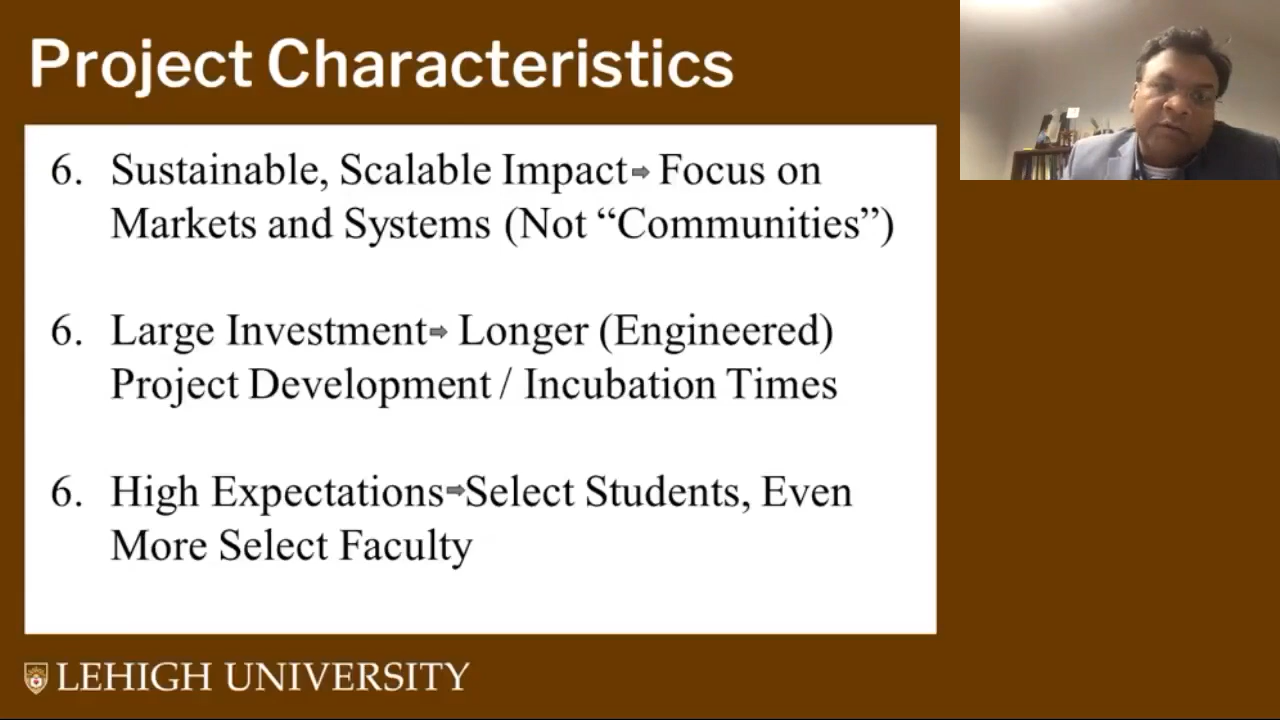 Project Characteristics
6. Sustainable, Scalable Impact⇨ Focus on
Markets and Systems (Not “Communities”)
6. Large Investment⇨ Longer (Engineered)
Project Development / Incubation Times
6. High Expectations⇨Select Students, Even
More Select Faculty
LEHIGH UNIVERSITY